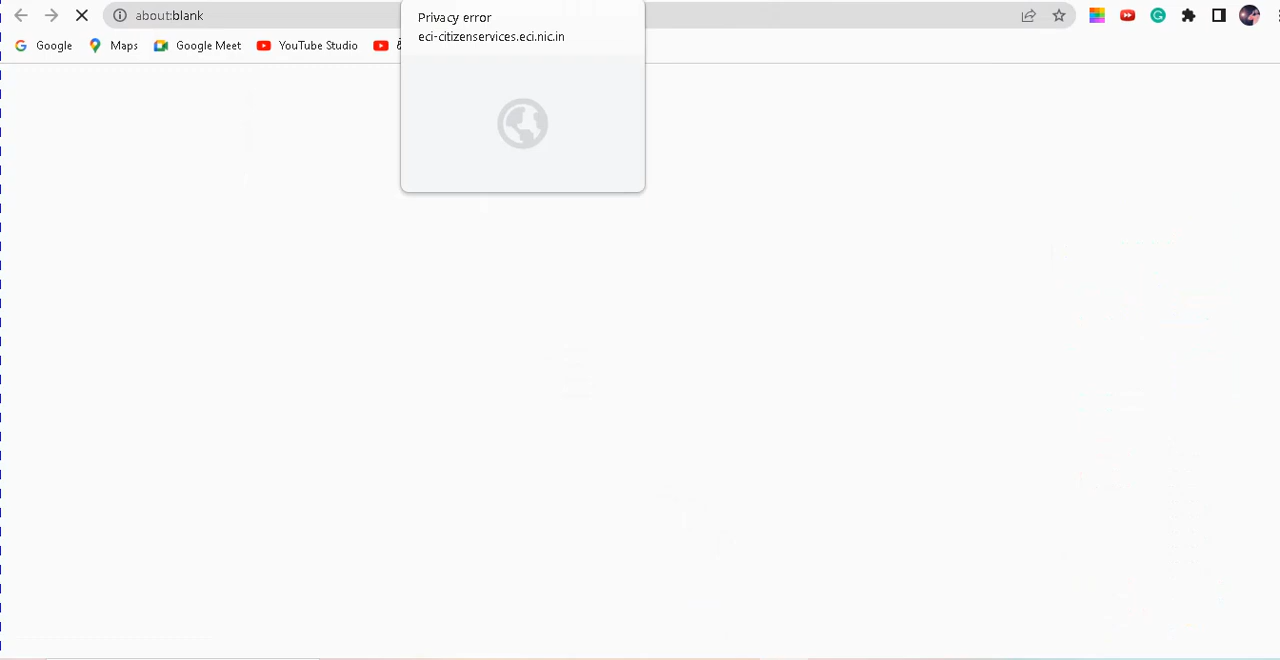 about:blank
Privacy error
eci-citizenservices.eci.nic.in
Google Maps Google Meet YouTube Studio